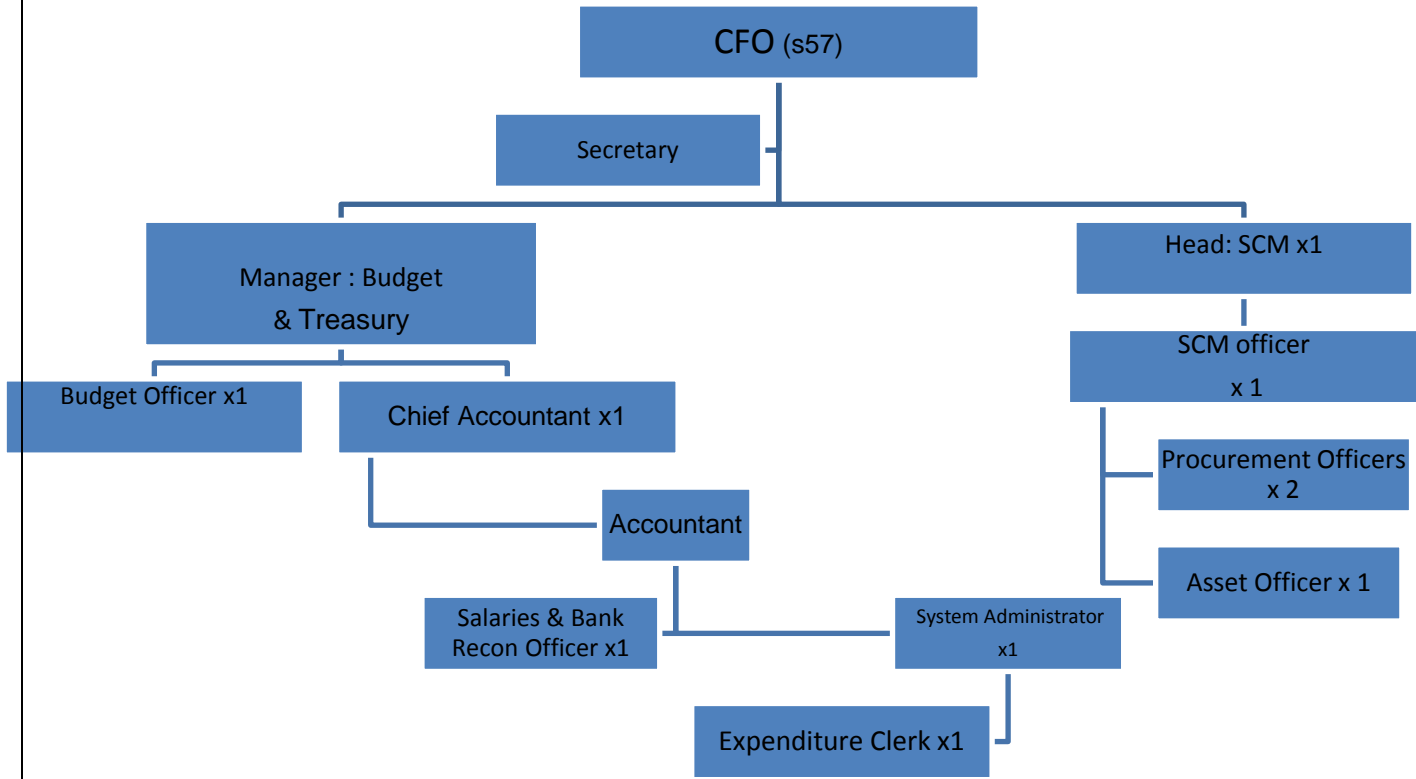 CFO (s57)
Secretary
Manager : Budget
& Treasury
Head: SCM x1
Budget Officer x1
Chief Accountant x1
SCM officer
x 1
Procurement Officers
x 2
Accountant
Asset Officer x 1
Salaries & Bank
Recon Officer x1
System Administrator
x1
Expenditure Clerk x1